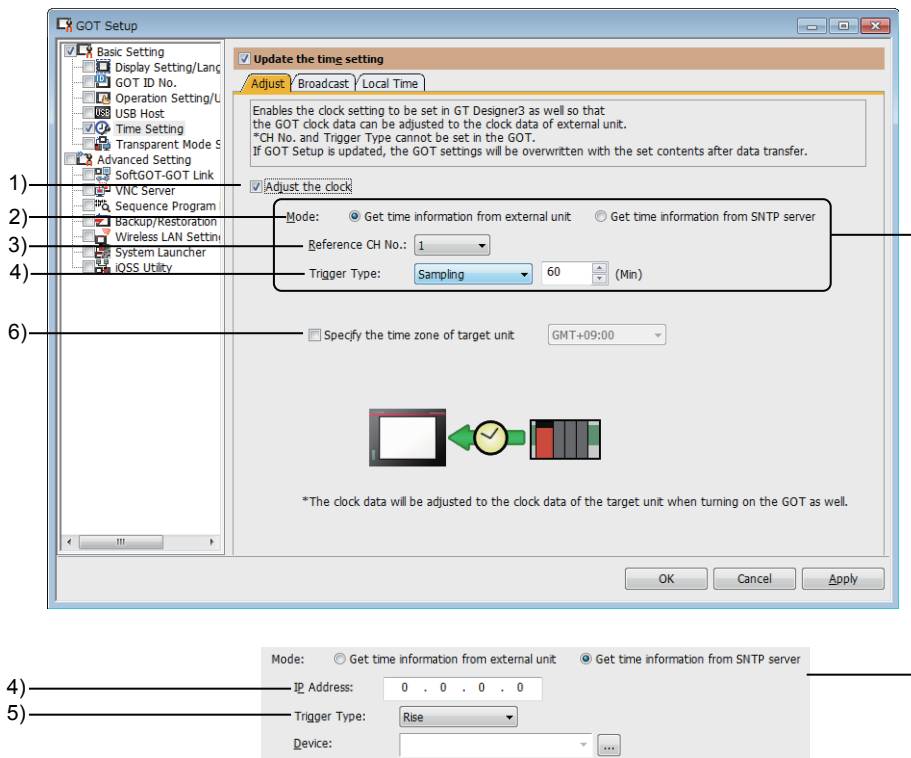 GOT Setup
Basic Setting
Display Setting/Lang
GOT ID No.
Operation Setting/U
USB Host
Time Setting
Transparent Mode S
Advanced Setting
SoftGOT-GOT Link
VNC Server
Sequence Program
Backup/Restoration
Wireless LAN Settin
System Launcher
iQSS Utility
Update the time setting
Adjust Broadcast Local Time
Enables the clock setting to be set in GT Designer3 as well so that
the GOT clock data can be adjusted to the clock data of external unit.
*CH No. and Trigger Type cannot be set in the GOT.
If GOT Setup is updated, the GOT settings will be overwritten with the set contents after data transfer.
1) Adjust the clock
2) Mode: Get time information from external unit Get time information from SNTP server
3) Reference CH No.: 1
4) Trigger Type: Sampling 60 (Min)
6) Specify the time zone of target unit GMT+09:00
*The clock data will be adjusted to the clock data of the target unit when turning on the GOT as well.
OK Cancel Apply
Mode: Get time information from external unit Get time information from SNTP server
4) IP Address: 0 . 0 . 0 . 0
5) Trigger Type: Rise
Device: ...